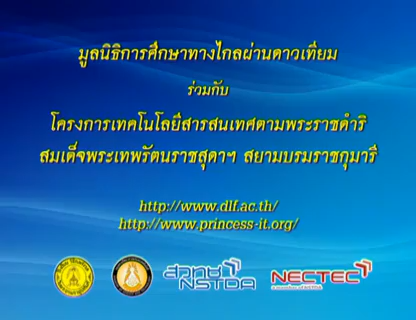 มูลนิธิการศึกษาทางไกลผ่านดาวเทียม
ร่วมกับ
โครงการเทคโนโลยีสารสนเทศตามพระราชดำริ
สมเด็จพระเทพรัตนราชสุดาฯ สยามบรมราชกุมารี
http://www.dlf.ac.th/
http://www.princess-it.org/
สวทช
NSTDA
NECTEC